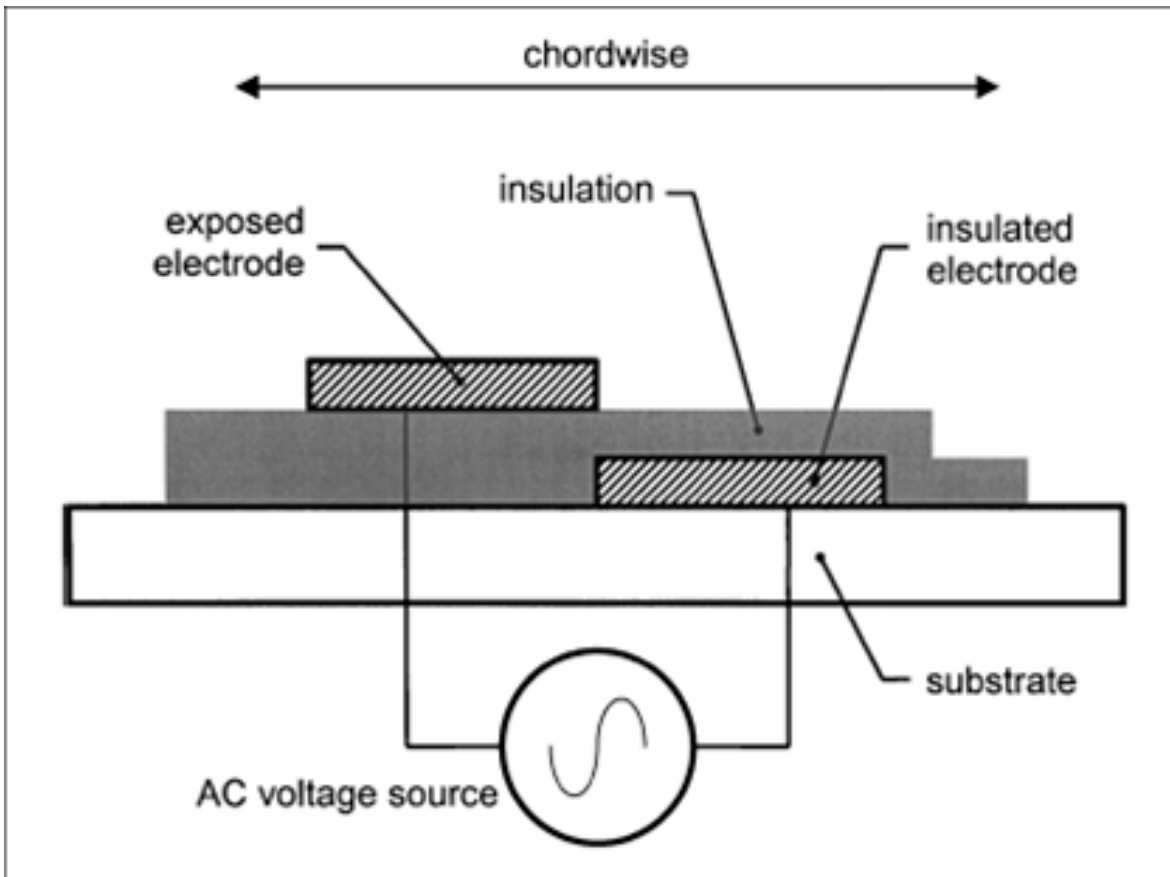 chordwise
insulation
exposed
electrode
insulated
electrode
substrate
AC voltage source